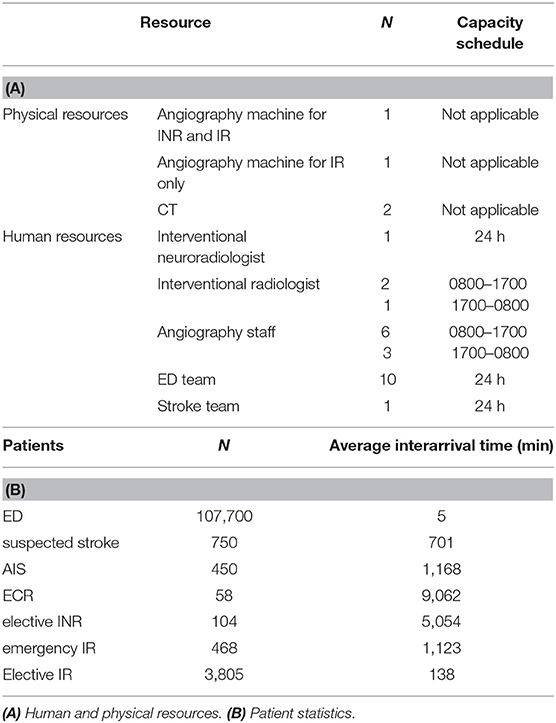 Resource N Capacity
schedule
(A)
Physical resources Angiography machine for 1 Not applicable
INR and IR
Angiography machine for IR 1 Not applicable
only
CT 2 Not applicable
Human resources Interventional 1 24 h
neuroradiologist
Interventional radiologist 2 0800–1700
1 1700–0800
Angiography staff 6 0800–1700
3 1700–0800
ED team 10 24 h
Stroke team 1 24 h
Patients N Average interarrival time (min)
(B)
ED 107,700 5
suspected stroke 750 701
AIS 450 1,168
ECR 58 9,062
elective INR 104 5,054
emergency IR 468 1,123
Elective IR 3,805 138
(A) Human and physical resources. (B) Patient statistics.